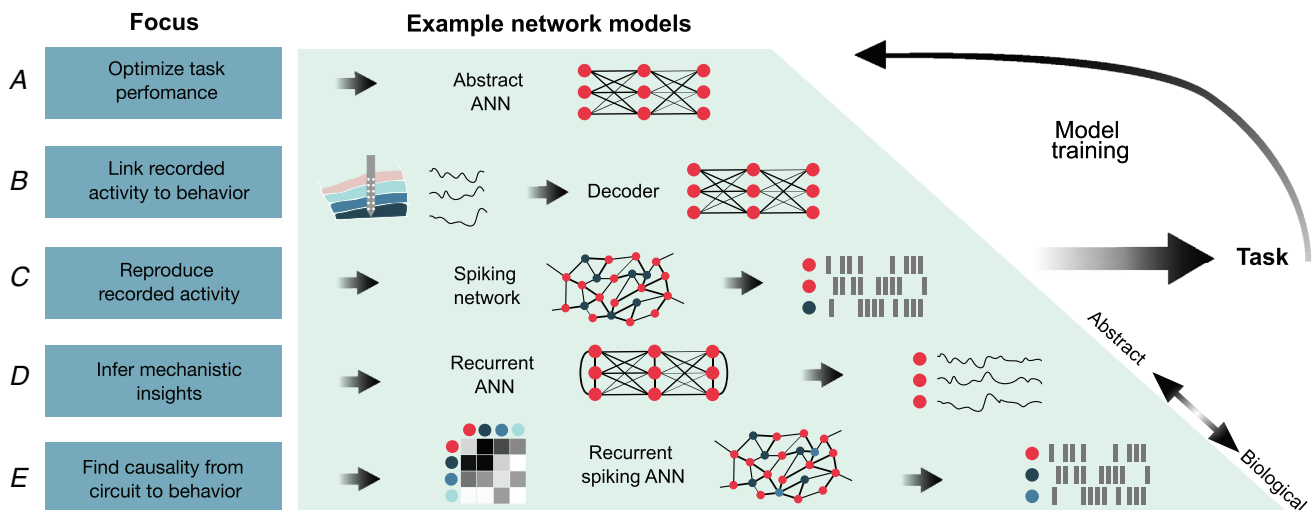 Focus
Example network models
A
Optimize task
perfomance
Abstract
ANN
Model
training
B
Link recorded
activity to behavior
Decoder
C
Reproduce
recorded activity
Spiking
network
Task
D
Infer mechanistic
insights
Recurrent
ANN
Abstract
E
Find causality from
circuit to behavior
Recurrent
spiking ANN
Biological